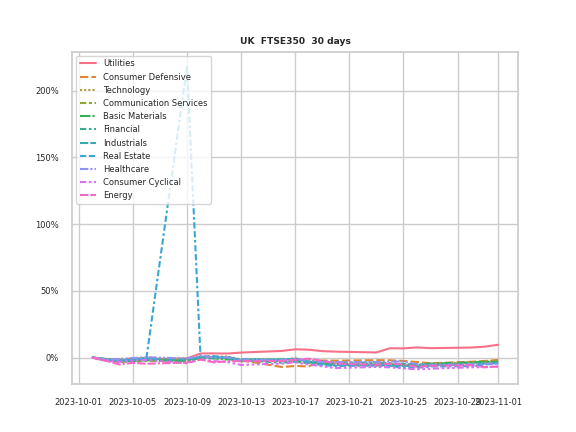 UK FTSE350 30 days
Utilities
Consumer Defensive
Technology
Communication Services
Basic Materials
Financial
Industrials
Real Estate
Healthcare
Consumer Cyclical
Energy
200%
150%
100%
50%
0%
2023-10-01 2023-10-05 2023-10-09 2023-10-13 2023-10-17 2023-10-21 2023-10-25 2023-10-29 2023-11-01